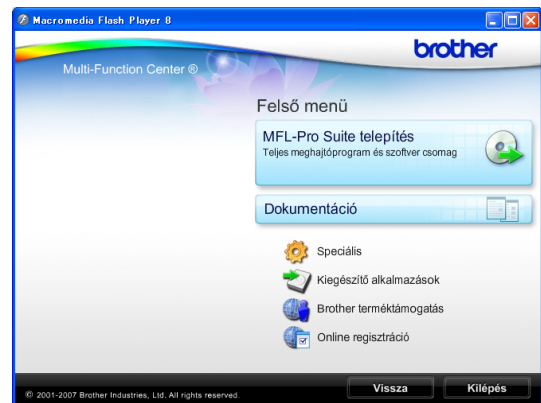 Macromedia Flash Player 8
brother
Multi-Function Center ®
Felső menü
MFL-Pro Suite telepítés
Teljes meghajtóprogram és szoftver csomag
Dokumentáció
Speciális
Kiegészítő alkalmazások
Brother terméktámogatás
Online regisztráció
Vissza
Kilépés
© 2001-2007 Brother Industries, Ltd. All rights reserved.